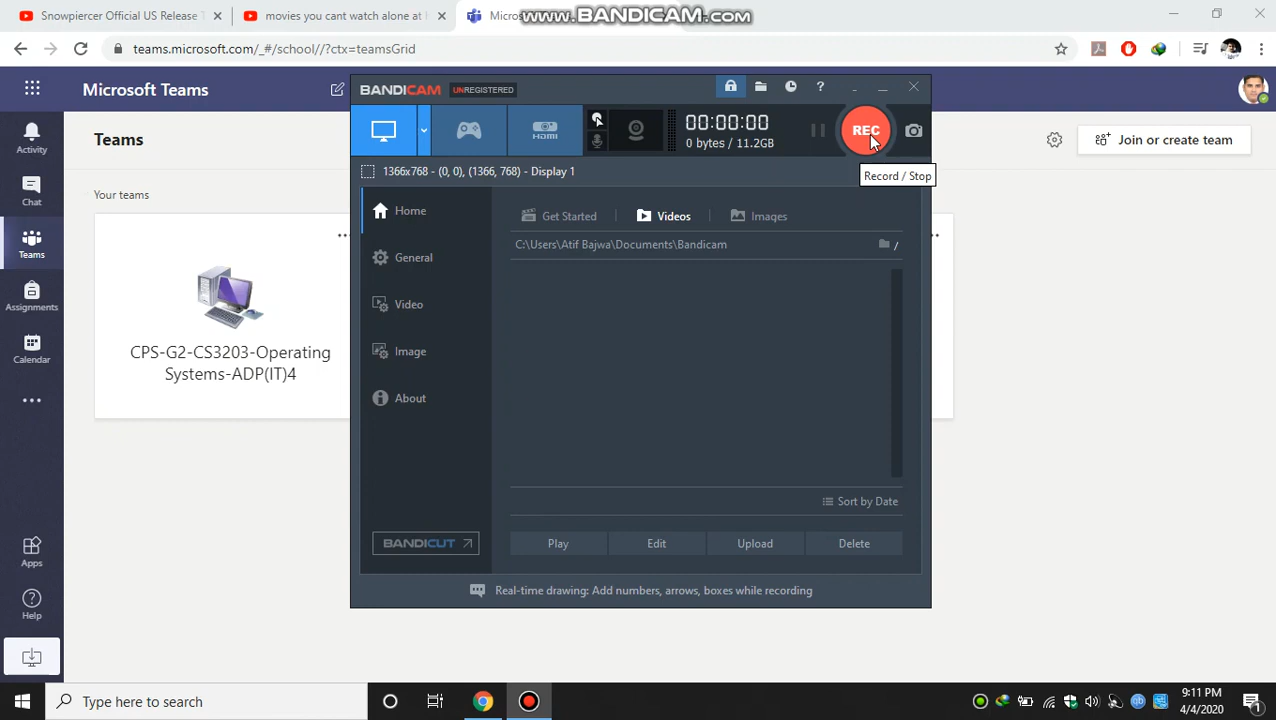 Snowpiercer Official US Release T
movies you cant watch alone at h
Micros
www.BANDICAM.com
teams.microsoft.com/_#/school//?ctx=teamsGrid
Microsoft Teams
BANDICAM UNREGISTERED
HDMI
00:00:00
0 bytes / 11.2GB
REC
Record / Stop
1366x768 - (0, 0), (1366, 768) - Display 1
Activity
Chat
Teams
Assignments
Calendar
Apps
Help
Teams
Join or create team
Your teams
CPS-G2-CS3203-Operating
Systems-ADP(IT)4
Home
General
Video
Image
About
BANDICUT
Get Started
Videos
Images
C:\Users\Atif Bajwa\Documents\Bandicam
/
Sort by Date
Play
Edit
Upload
Delete
Real-time drawing: Add numbers, arrows, boxes while recording
Type here to search
9:11 PM
4/4/2020
1